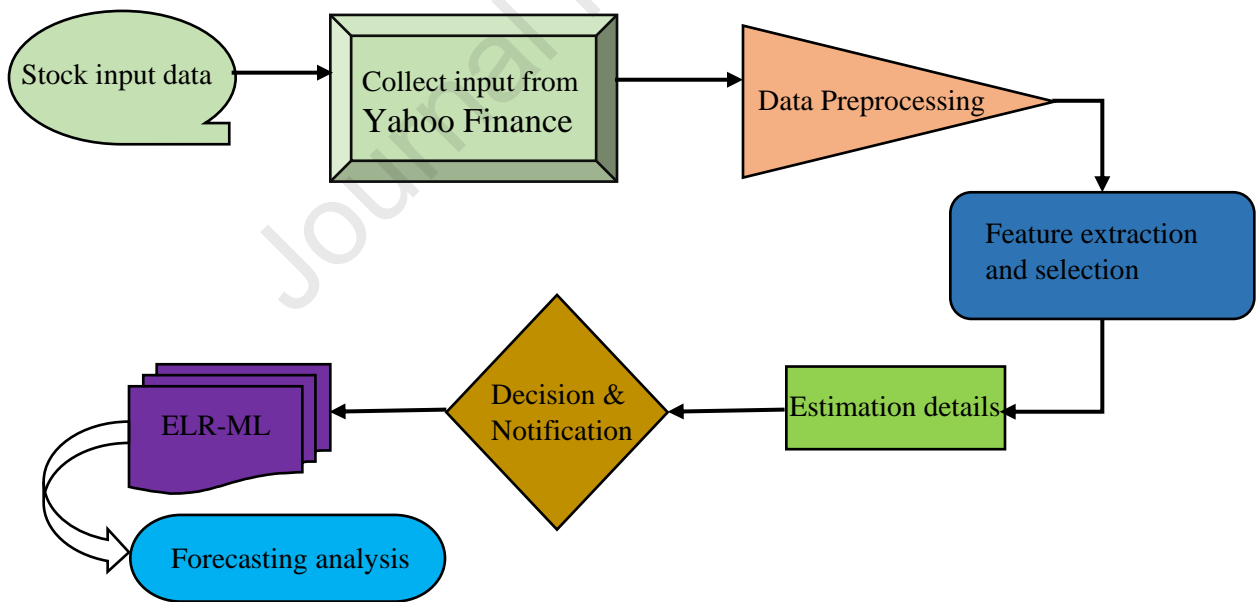 Stock input data
Collect input from
Yahoo Finance
Data Preprocessing
Feature extraction
and selection
Estimation details
Decision &
Notification
ELR-ML
Forecasting analysis
Journal